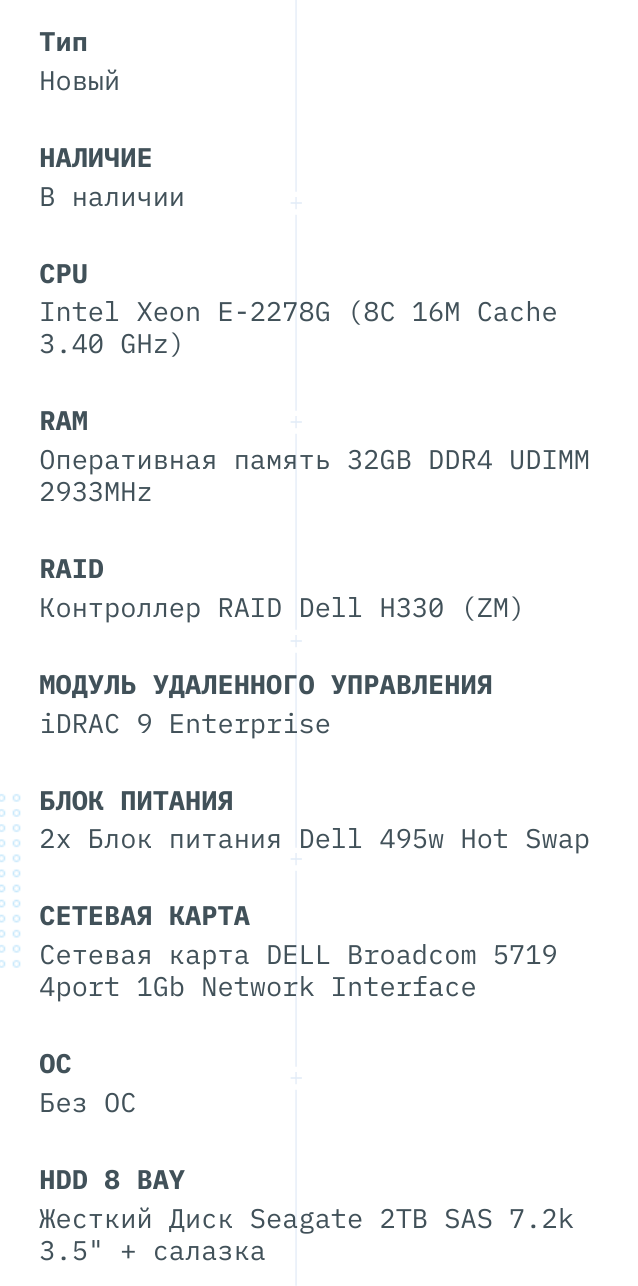 Тип
Новый
НАЛИЧИЕ
В наличии
CPU
Intel Xeon E-2278G (8C 16M Cache
3.40 GHz)
RAM
Оперативная память 32GB DDR4 UDIMM
2933MHz
RAID
Контроллер RAID Dell H330 (ZM)
МОДУЛЬ УДАЛЕННОГО УПРАВЛЕНИЯ
iDRAC 9 Enterprise
БЛОК ПИТАНИЯ
2x Блок питания Dell 495w Hot Swap
СЕТЕВАЯ КАРТА
Сетевая карта DELL Broadcom 5719
4port 1Gb Network Interface
ОС
Без ОС
HDD 8 BAY
Жесткий Диск Seagate 2TB SAS 7.2k
3.5" + салазка